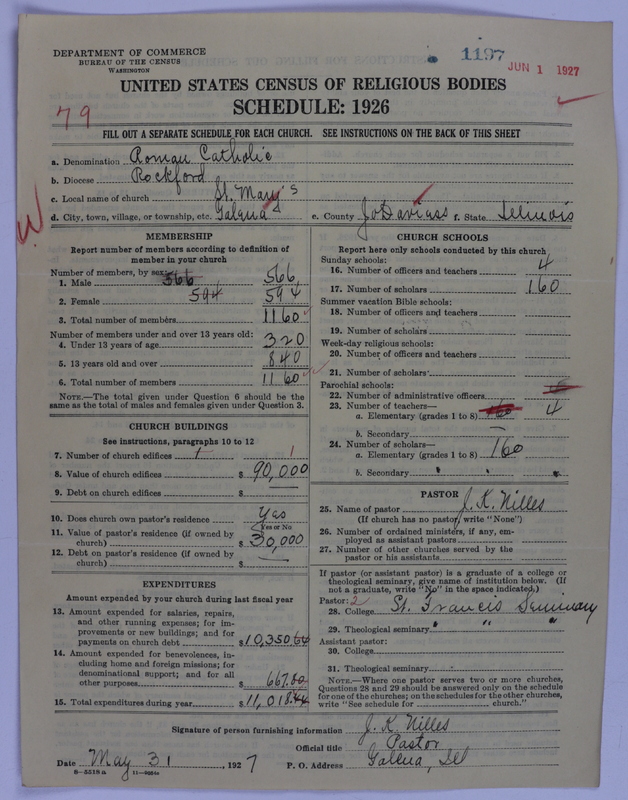 1197
JUN 1 1927
DEPARTMENT OF COMMERCE
BUREAU OF THE CENSUS
WASHINGTON
UNITED STATES CENSUS OF RELIGIOUS BODIES
SCHEDULE: 1926
79
FILL OUT A SEPARATE SCHEDULE FOR EACH CHURCH. SEE INSTRUCTIONS ON THE BACK OF THIS SHEET
a. Denomination Roman Catholic
b. Diocese Rockford
c. Local name of church St. Mary's
d. City, town, village, or township, etc. Galena e. County JoDaviess f. State Illinois
MEMBERSHIP
Report number of members according to definition of
member in your church
Number of members, by sex:
1. Male 566 566
2. Female 594 594
3. Total number of members 1160
Number of members under and over 13 years old:
4. Under 13 years of age 320
5. 13 years old and over 840
6. Total number of members 1160
NOTE.—The total given under Question 6 should be
same as the total of males and females given under Question 3.
CHURCH BUILDINGS
See instructions, paragraphs 10 to 12
7. Number of church edifices 1 1
8. Value of church edifices $ 90,000
9. Debt on church edifices $
10. Does church own pastor's residence Yes
(Yes or No)
11. Value of pastor's residence (if owned by
church) $ 30,000
12. Debt on pastor's residence (if owned by
church) $
EXPENDITURES
Amount expended by your church during last fiscal year
13. Amount expended for salaries, repairs,
and other running expenses; for im-
provements or new buildings; and for
payments on church debt $ 10,350.64
14. Amount expended for benevolences, in-
cluding home and foreign missions; for
denominational support; and for all
other purposes $ 667.80
15. Total expenditures during year $ 11,018.44
CHURCH SCHOOLS
Report here only schools conducted by this church
Sunday schools:
16. Number of officers and teachers 4
17. Number of scholars 160
Summer vacation Bible schools:
18. Number of officers and teachers
19. Number of scholars
Week-day religious schools:
20. Number of officers and teachers
21. Number of scholars
Parochial schools:
22. Number of administrative officers
23. Number of teachers—
a. Elementary (grades 1 to 8) 160 4
b. Secondary
24. Number of scholars—
a. Elementary (grades 1 to 8) 160
b. Secondary " " "
PASTOR
25. Name of pastor J. K. Nilles
(If church has no pastor, write "None")
26. Number of ordained ministers, if any, em-
ployed as assistant pastors
27. Number of other churches served by the
pastor or his assistants
If pastor (or assistant pastor) is a graduate of a college or
theological seminary, give name of institution below. (If
not a graduate, write "No" in the space indicated.)
Pastor: 2
28. College St. Francis Seminary
29. Theological seminary " " "
Assistant pastor:
30. College
31. Theological seminary
NOTE.—Where one pastor serves two or more churches,
Questions 28 and 29 should be answered only on the schedule
for one of the churches; on the schedules for the other churches,
write "See schedule for church."
Signature of person furnishing information J. K. Nilles
Official title Pastor
Date May 31, 1927 P. O. Address Galena, Ill
8—5518a